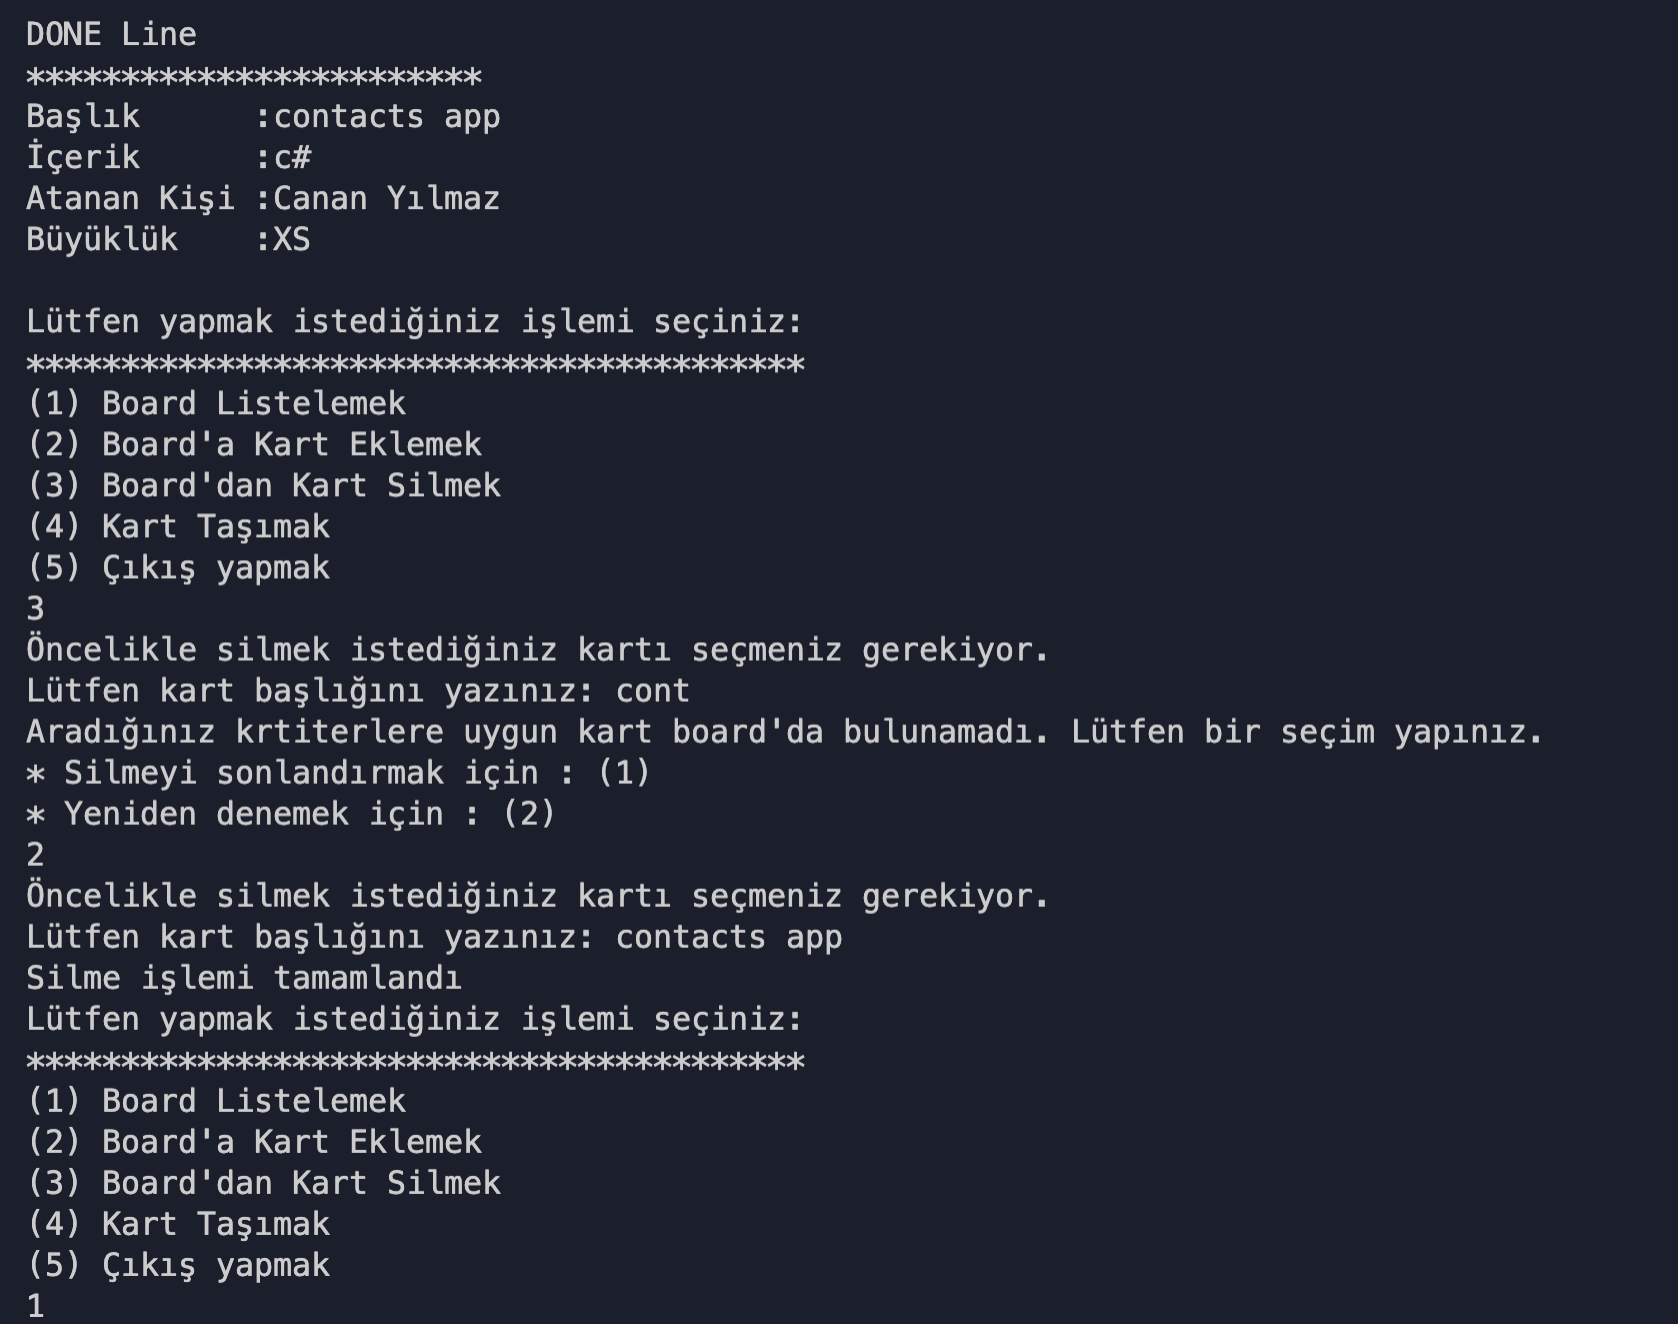 DONE Line
************************
Başlık      :contacts app
İçerik      :c#
Atanan Kişi :Canan Yılmaz
Büyüklük    :XS
Lütfen yapmak istediğiniz işlemi seçiniz:
*****************************************
(1) Board Listelemek
(2) Board'a Kart Eklemek
(3) Board'dan Kart Silmek
(4) Kart Taşımak
(5) Çıkış yapmak
3
Öncelikle silmek istediğiniz kartı seçmeniz gerekiyor.
Lütfen kart başlığını yazınız: cont
Aradığınız krtiterlere uygun kart board'da bulunamadı. Lütfen bir seçim yapınız.
* Silmeyi sonlandırmak için : (1)
* Yeniden denemek için : (2)
2
Öncelikle silmek istediğiniz kartı seçmeniz gerekiyor.
Lütfen kart başlığını yazınız: contacts app
Silme işlemi tamamlandı
Lütfen yapmak istediğiniz işlemi seçiniz:
*****************************************
(1) Board Listelemek
(2) Board'a Kart Eklemek
(3) Board'dan Kart Silmek
(4) Kart Taşımak
(5) Çıkış yapmak
1